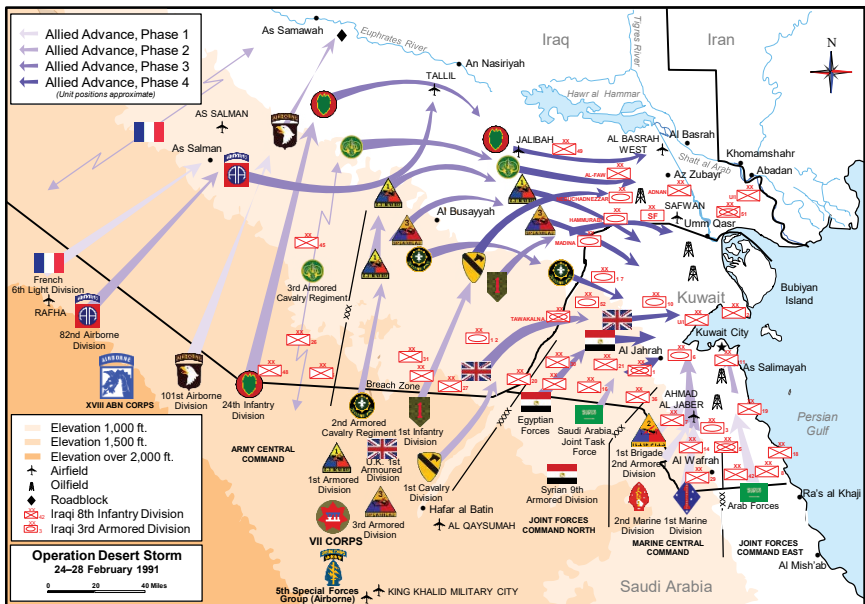 Allied Advance, Phase 1
Allied Advance, Phase 2
Allied Advance, Phase 3
Allied Advance, Phase 4
(Unit positions approximate)
As Samawah
Euphrates River
An Nasiriyah
Iraq
Tigres River
Iran
N
Hawr al Hammar
TALLIL
AS SALMAN
As Salman
JALIBAH
AL BASRAH
WEST
Al Basrah
Shatt al Arab
Khomamshahr
Abadan
Az Zubayr
AL-FAW
ADNAN
HAMMURABI
SF
SAFWAN
Umm Qasr
MADINA
Al Busayyah
French
6th Light Division
RAFHA
82nd Airborne
Division
3rd Armored
Cavalry Regiment
TAWAKALNA
Kuwait
Bubiyan
Island
Kuwait City
As Salimayah
Al Jahrah
XVIII ABN CORPS
101st Airborne
Division
24th Infantry
Division
Breach Zone
ARMY CENTRAL
COMMAND
2nd Armored
Cavalry Regiment
1st Infantry
Division
U.K. 1st
Armoured
Division
1st Armored
Division
1st Cavalry
Division
3rd Armored
Division
VII CORPS
5th Special Forces
Group (Airborne)
Hafar al Batin
AL QAYSUMAH
KING KHALID MILITARY CITY
Egyptian
Forces
Saudi Arabia
Joint Task
Force
Syrian 9th
Armored Division
JOINT FORCES
COMMAND NORTH
AHMAD
AL JABER
1st Brigade
2nd Armored
Division
Al Wafrah
2nd Marine
Division
1st Marine
Division
MARINE CENTRAL
COMMAND
Arab Forces
JOINT FORCES
COMMAND EAST
Persian
Gulf
Ra's al Khaji
Al Mish'ab
Saudi Arabia
Elevation 1,000 ft.
Elevation 1,500 ft.
Elevation over 2,000 ft.
Airfield
Oilfield
Roadblock
Iraqi 8th Infantry Division
Iraqi 3rd Armored Division
Operation Desert Storm
24–28 February 1991
0 20 40 Miles